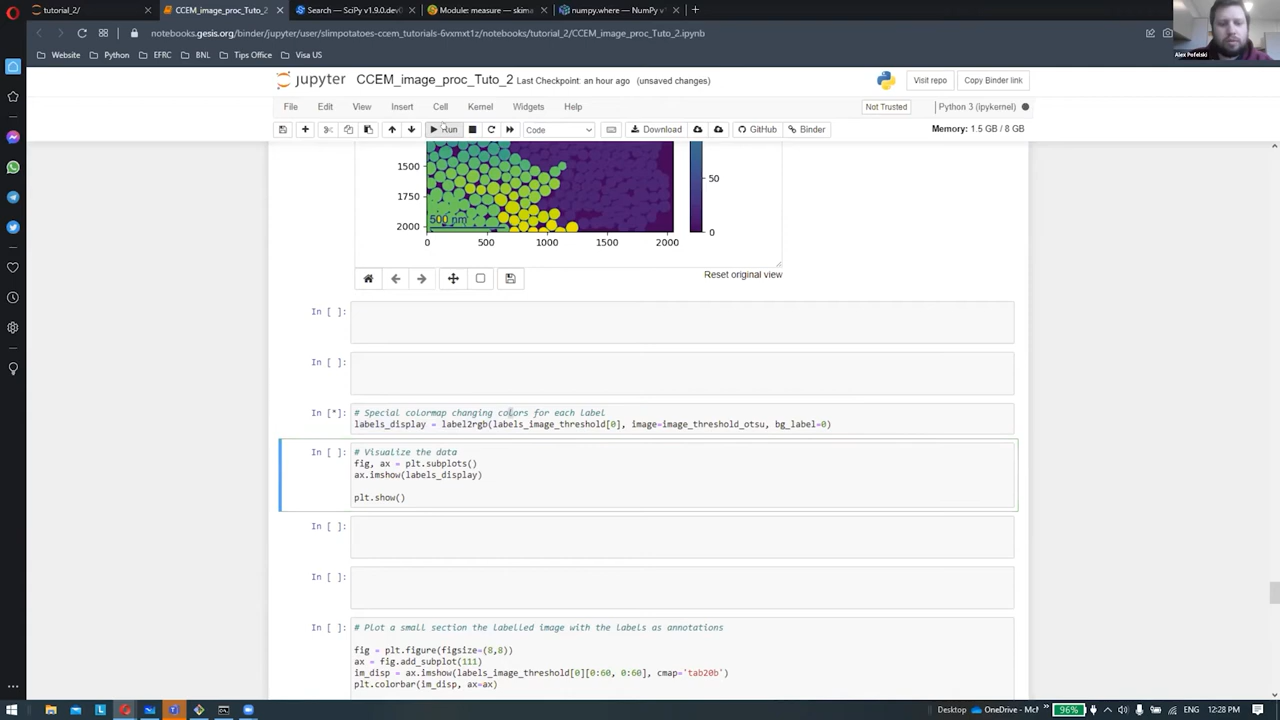 tutorial_2/
CCEM_image_proc_Tuto_2
Search — SciPy v1.9.0.dev0
Module: measure — skima
numpy.where — NumPy v1
notebooks.gesis.org/binder/jupyter/user/slimpotatoes-ccem_tutorials-6vxmxt1z/notebooks/tutorial_2/CCEM_image_proc_Tuto_2.ipynb
Alex Pofelski
Website
Python
EFRC
BNL
Tips Office
Visa US
jupyter
CCEM_image_proc_Tuto_2
Last Checkpoint: an hour ago
(unsaved changes)
Visit repo
Copy Binder link
File
Edit
View
Insert
Cell
Kernel
Widgets
Help
Not Trusted
Python 3 (ipykernel)
Run
Code
Download
GitHub
Binder
Memory: 1.5 GB / 8 GB
1500
1750
2000
500 nm
0
500
1000
1500
2000
50
0
Reset original view
In [ ]:
In [ ]:
In [*]:
# Special colormap changing colors for each label
labels_display = label2rgb(labels_image_threshold[0], image=image_threshold_otsu, bg_label=0)
In [ ]:
# Visualize the data
fig, ax = plt.subplots()
ax.imshow(labels_display)
plt.show()
In [ ]:
In [ ]:
In [ ]:
# Plot a small section the labelled image with the labels as annotations
fig = plt.figure(figsize=(8,8))
ax = fig.add_subplot(111)
im_disp = ax.imshow(labels_image_threshold[0][0:60, 0:60], cmap='tab20b')
plt.colorbar(im_disp, ax=ax)
Desktop
OneDrive - McM
96%
12:28 PM